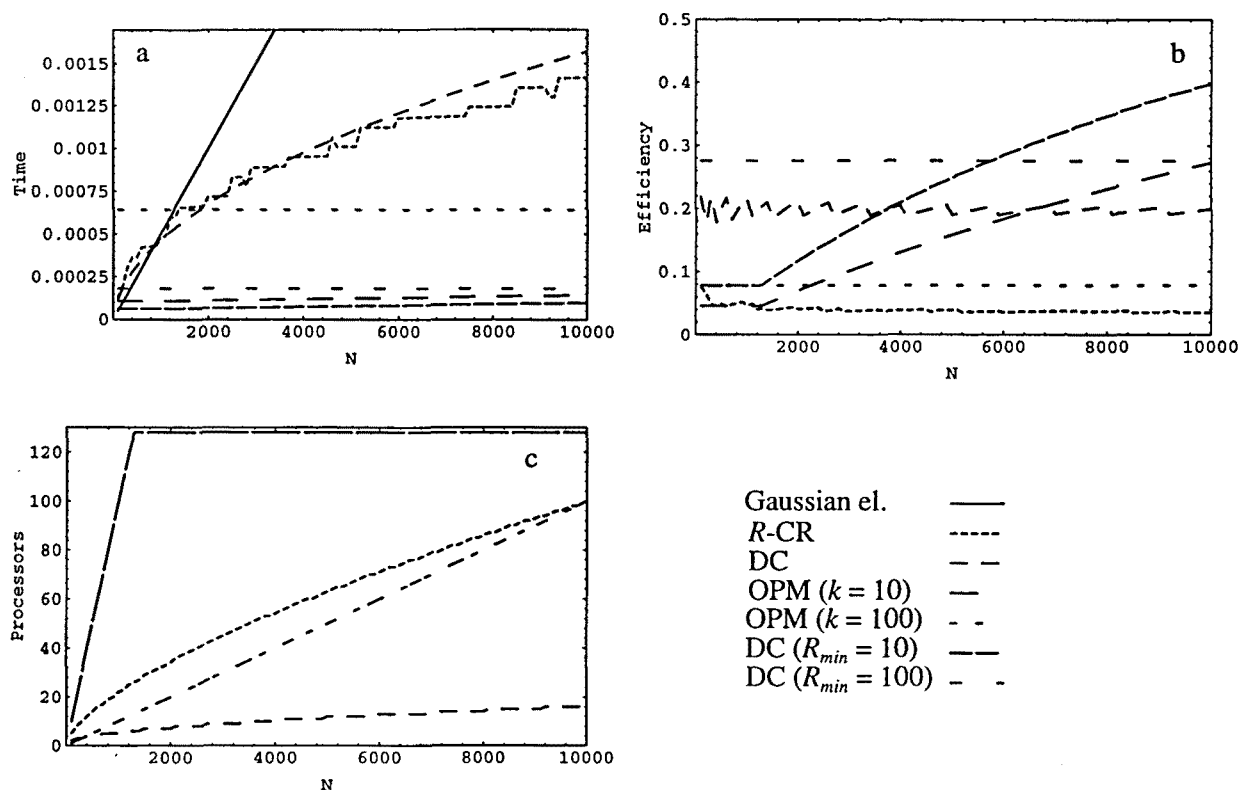 a
0.0015
0.00125
0.001
0.00075
0.0005
0.00025
Time
2000 4000 6000 8000 10000
N
b
0.5
0.4
0.3
0.2
0.1
0
Efficiency
2000 4000 6000 8000 10000
N
c
120
100
80
60
40
20
0
Processors
0 2000 4000 6000 8000 10000
N
Gaussian el.
R-CR
DC
OPM (k = 10)
OPM (k = 100)
DC (Rmin = 10)
DC (Rmin = 100)